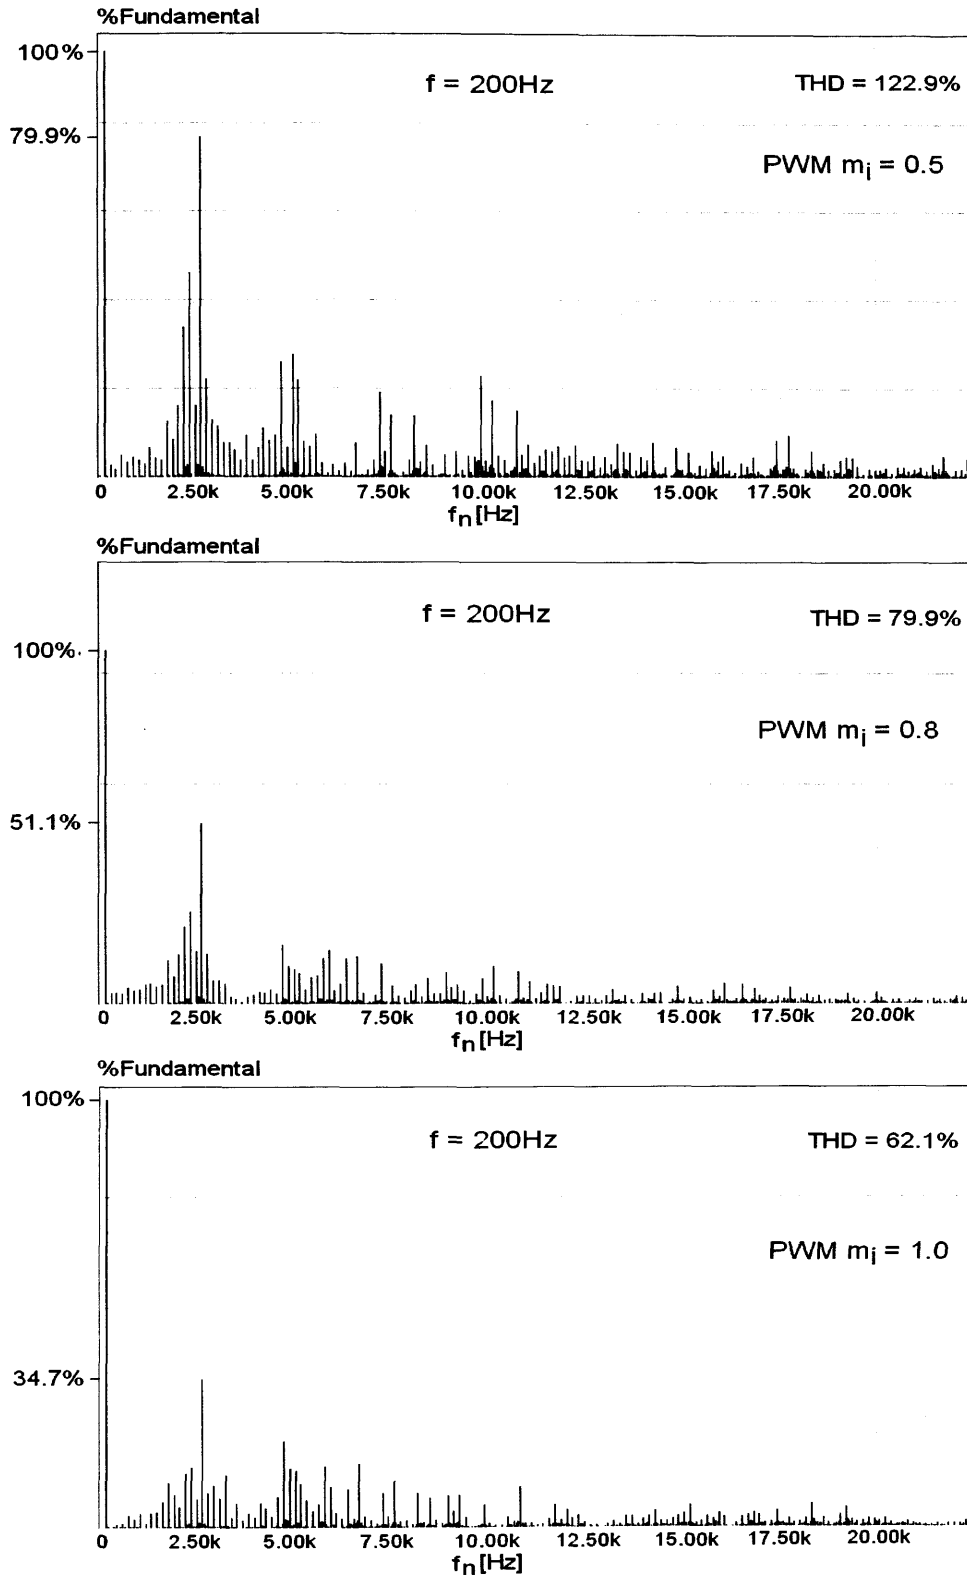 %Fundamental
100%
f = 200Hz
THD = 122.9%
79.9%
PWM mi = 0.5
0 2.50k 5.00k 7.50k 10.00k 12.50k 15.00k 17.50k 20.00k
fn[Hz]
%Fundamental
f = 200Hz
THD = 79.9%
100%
PWM mi = 0.8
51.1%
0 2.50k 5.00k 7.50k 10.00k 12.50k 15.00k 17.50k 20.00k
fn[Hz]
%Fundamental
100%
f = 200Hz
THD = 62.1%
PWM mi = 1.0
34.7%
0 2.50k 5.00k 7.50k 10.00k 12.50k 15.00k 17.50k 20.00k
fn[Hz]